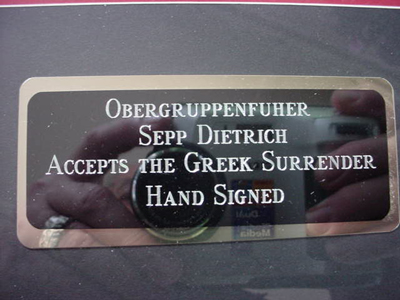 Obergruppenfuher
Sepp Dietrich
Accepts the Greek Surrender
Hand Signed